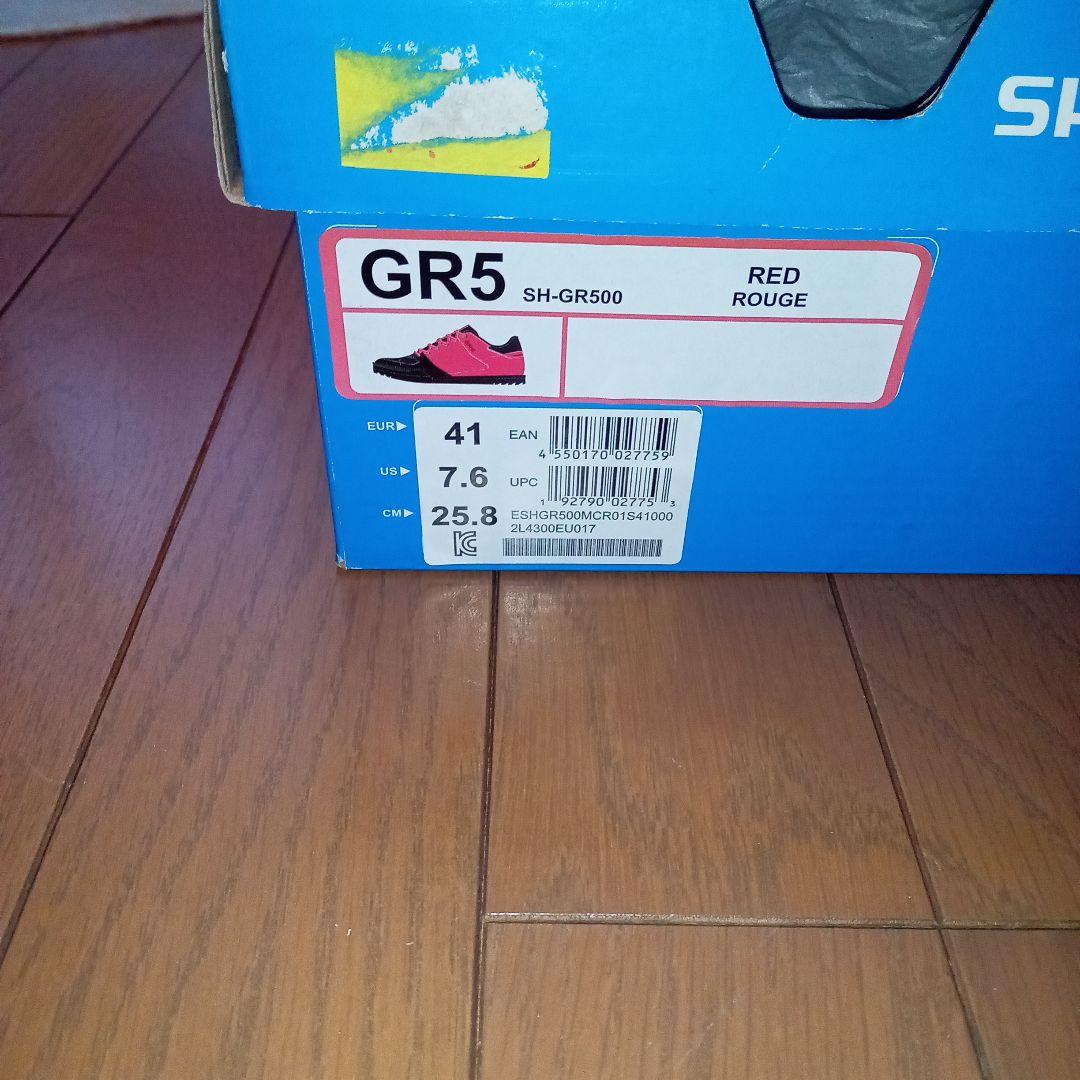 SH
GR5 SH-GR500
RED
ROUGE
EUR▶ 41 EAN
4 550170 027759
US▶ 7.6 UPC
1 92790 02775 3
CM▶ 25.8 ESHGR500MCR01S41000
2L4300EU017